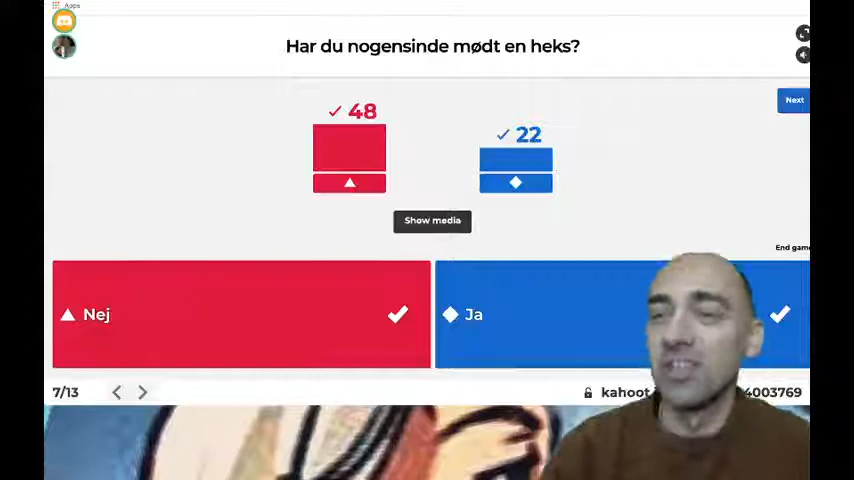 Apps
Har du nogensinde mødt en heks?
Next
48
22
Show media
End game
Nej
Ja
7/13
kahoot
4003769